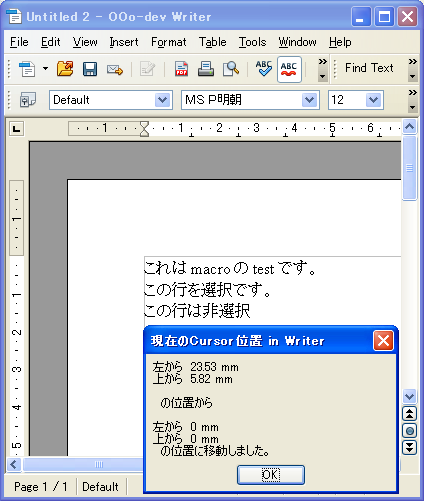 Untitled 2 - OOo-dev Writer
File Edit View Insert Format Table Tools Window Help
Find Text
Default MS P明朝 12
1 1 2 3 4 5 6
1 1 2 3 4 5
これは macro の test です。
この行を選択です。
この行は非選択
現在のCursor位置 in Writer
左から 23.53 mm
上から 5.82 mm
の位置から
左から 0 mm
上から 0 mm
の位置に移動しました。
OK
Page 1 / 1 Default